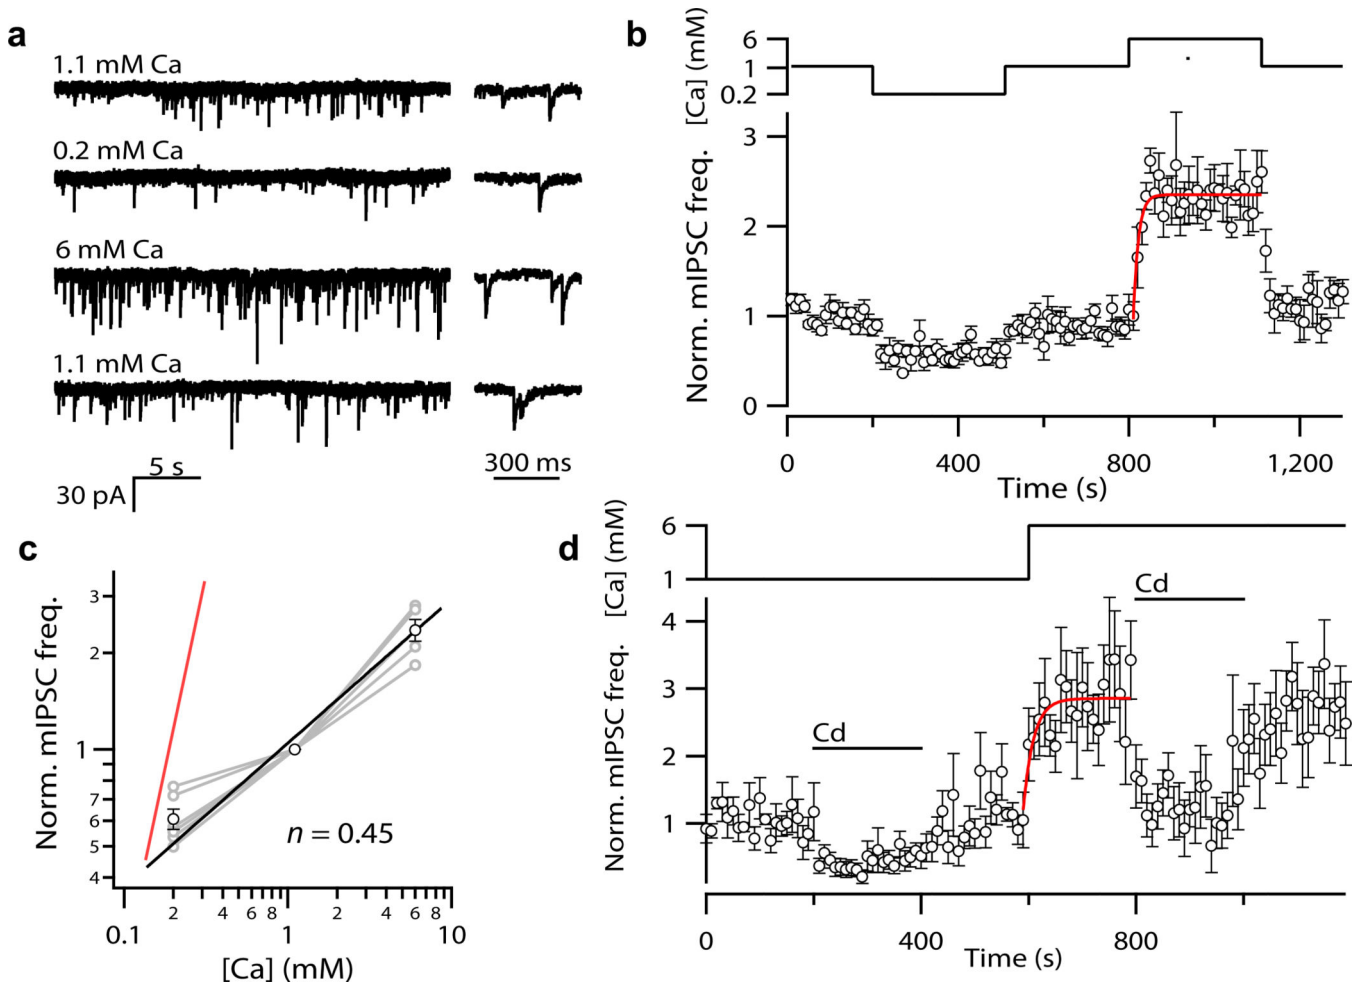 a
1.1 mM Ca
0.2 mM Ca
6 mM Ca
1.1 mM Ca
5 s
30 pA
300 ms
b
[Ca] (mM)
6
1
0.2
Norm. mIPSC freq.
3
2
1
0
0 400 800 1,200
Time (s)
c
Norm. mIPSC freq.
3
2
1
7
6
5
4
n = 0.45
2 4 6 8 2 4 6 8
0.1 1 10
[Ca] (mM)
d
[Ca] (mM)
6
1
Cd
Cd
Norm. mIPSC freq.
4
3
2
1
0 400 800
Time (s)